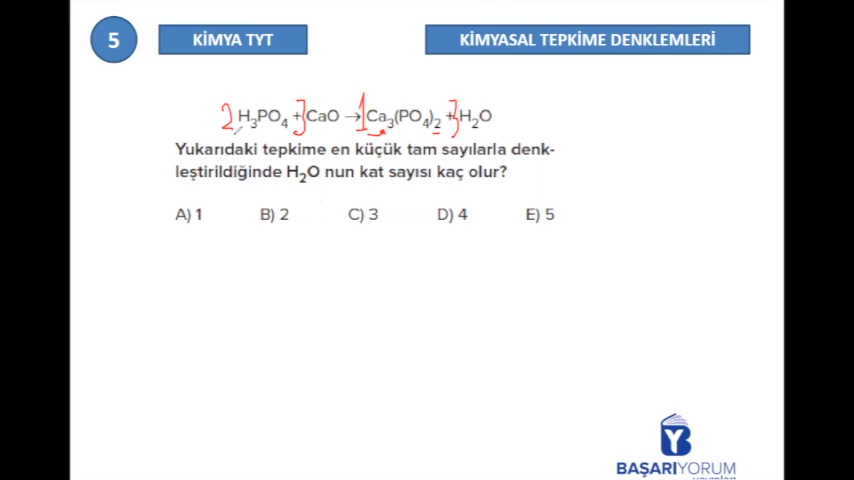 5
KİMYA TYT
KİMYASAL TEPKİME DENKLEMLERİ
2 H₃PO₄ + 3 CaO → 1 Ca₃(PO₄)₂ + 3 H₂O
Yukarıdaki tepkime en küçük tam sayılarla denk-
leştirildiğinde H₂O nun kat sayısı kaç olur?
A) 1 B) 2 C) 3 D) 4 E) 5
BAŞARIYORUM
yayınları